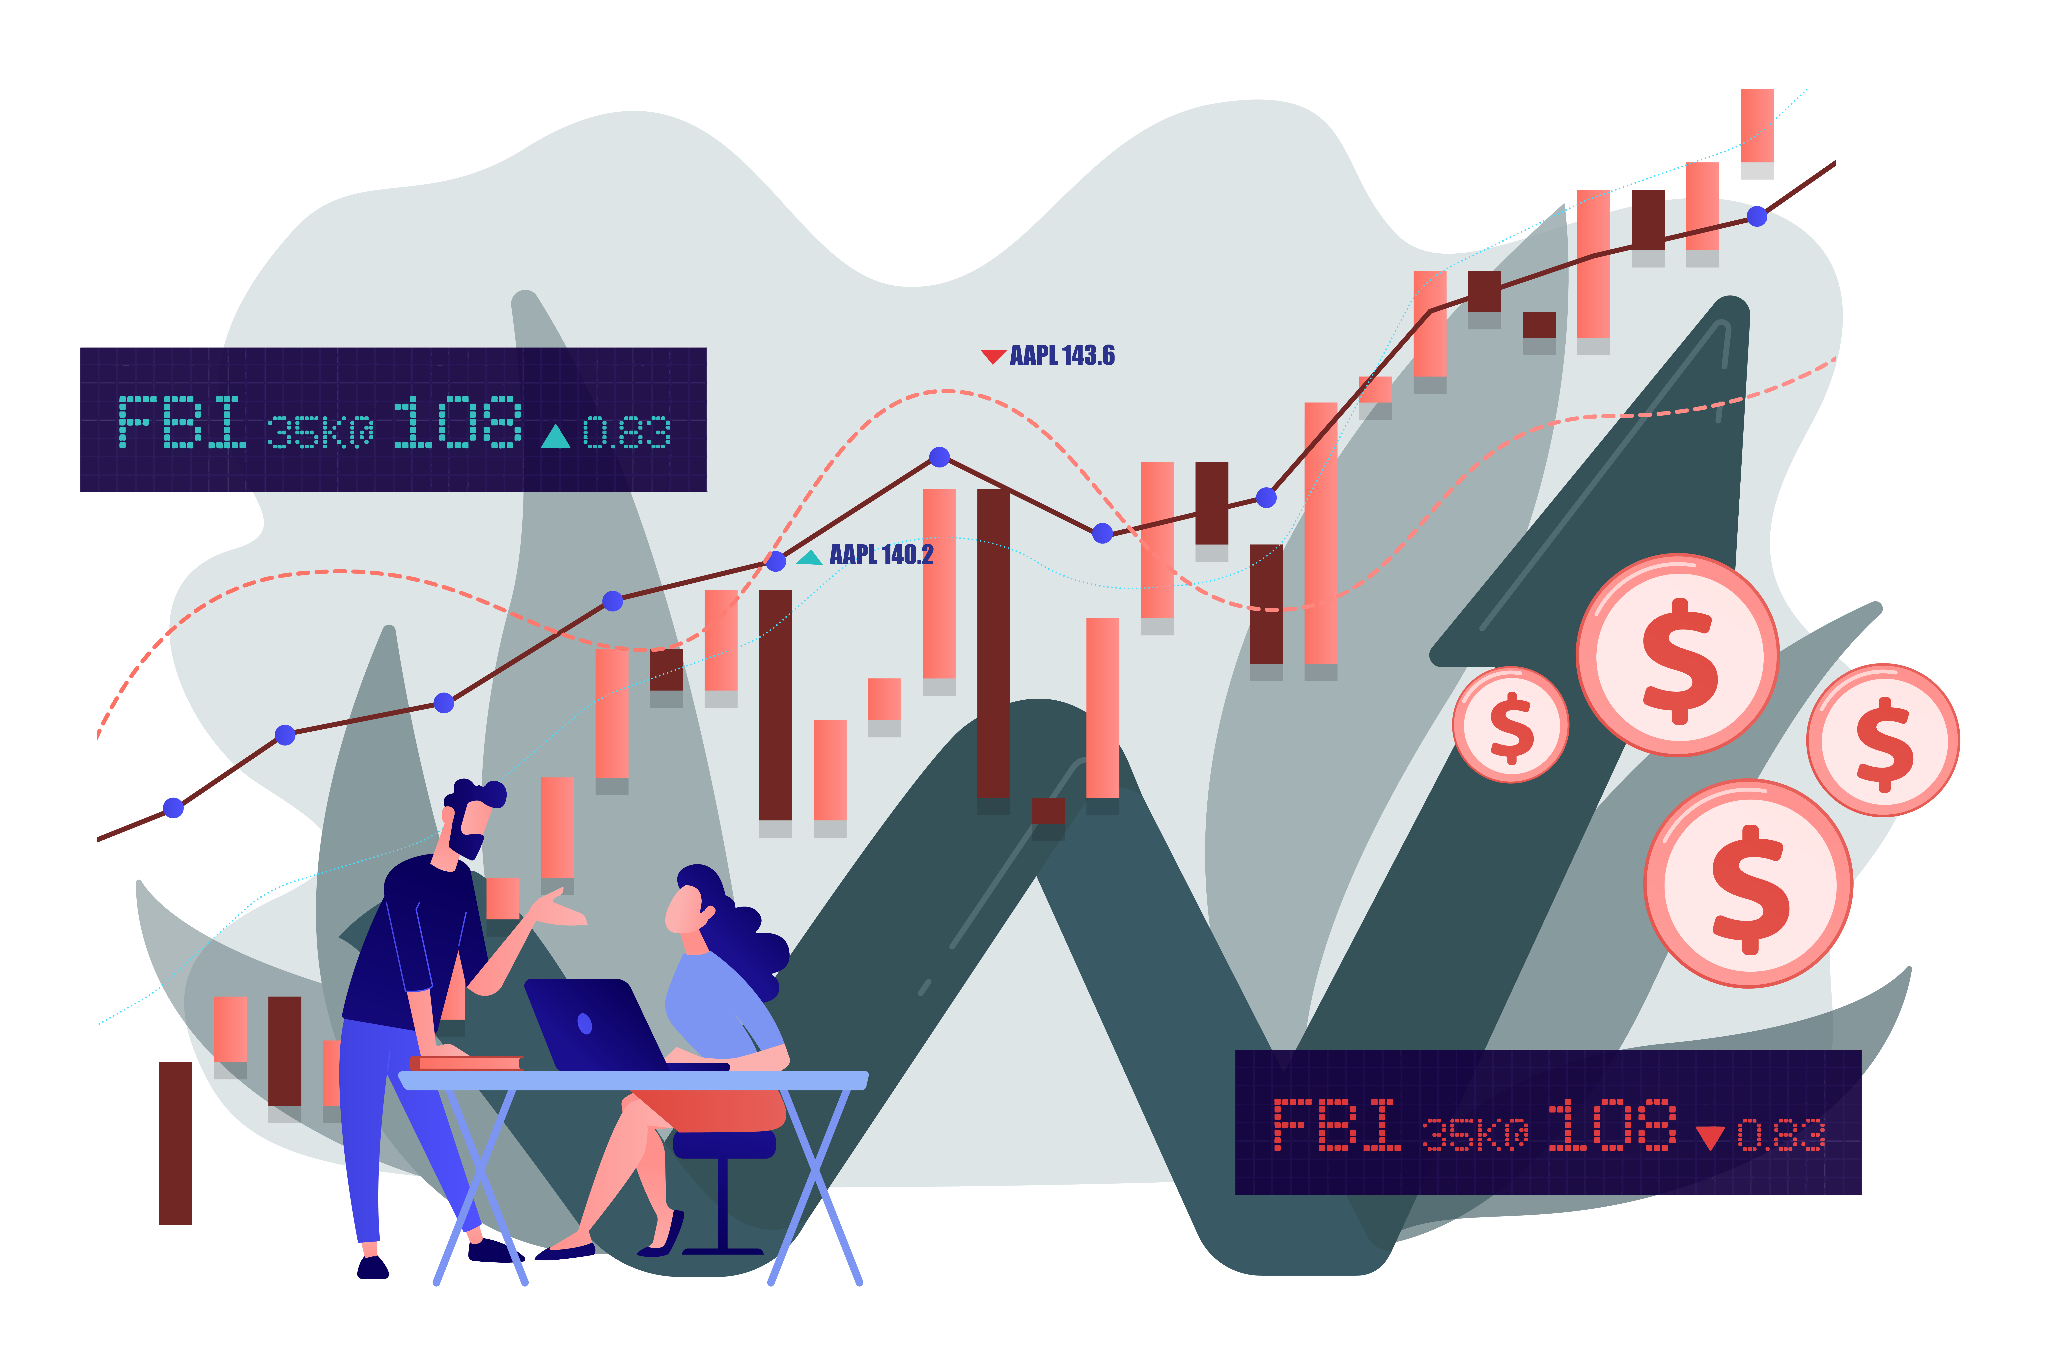 AAPL 143.6
FBI 35K@ 108 ▲ 0.83
AAPL 140.2
$
$
$
$
FBI 35K@ 108 ▼ 0.83